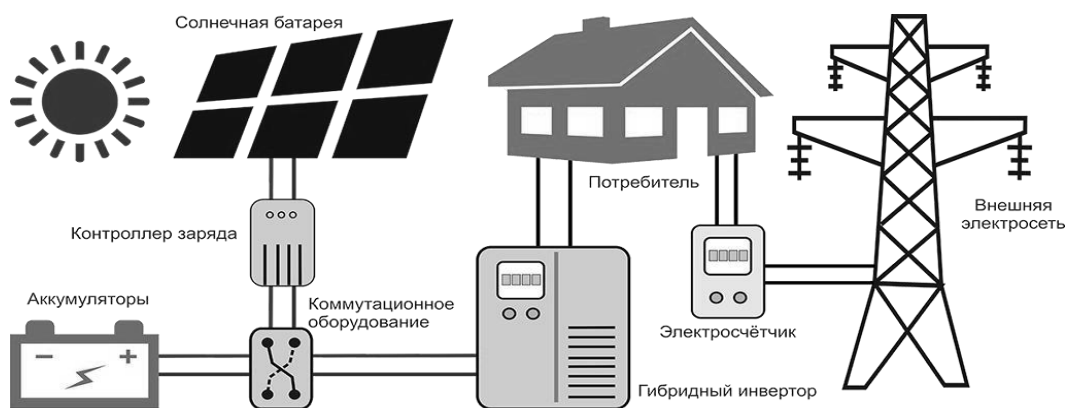 Солнечная батарея
Потребитель
Внешняя
электросеть
Контроллер заряда
Аккумуляторы
Коммутационное
оборудование
Электросчётчик
Гибридный инвертор